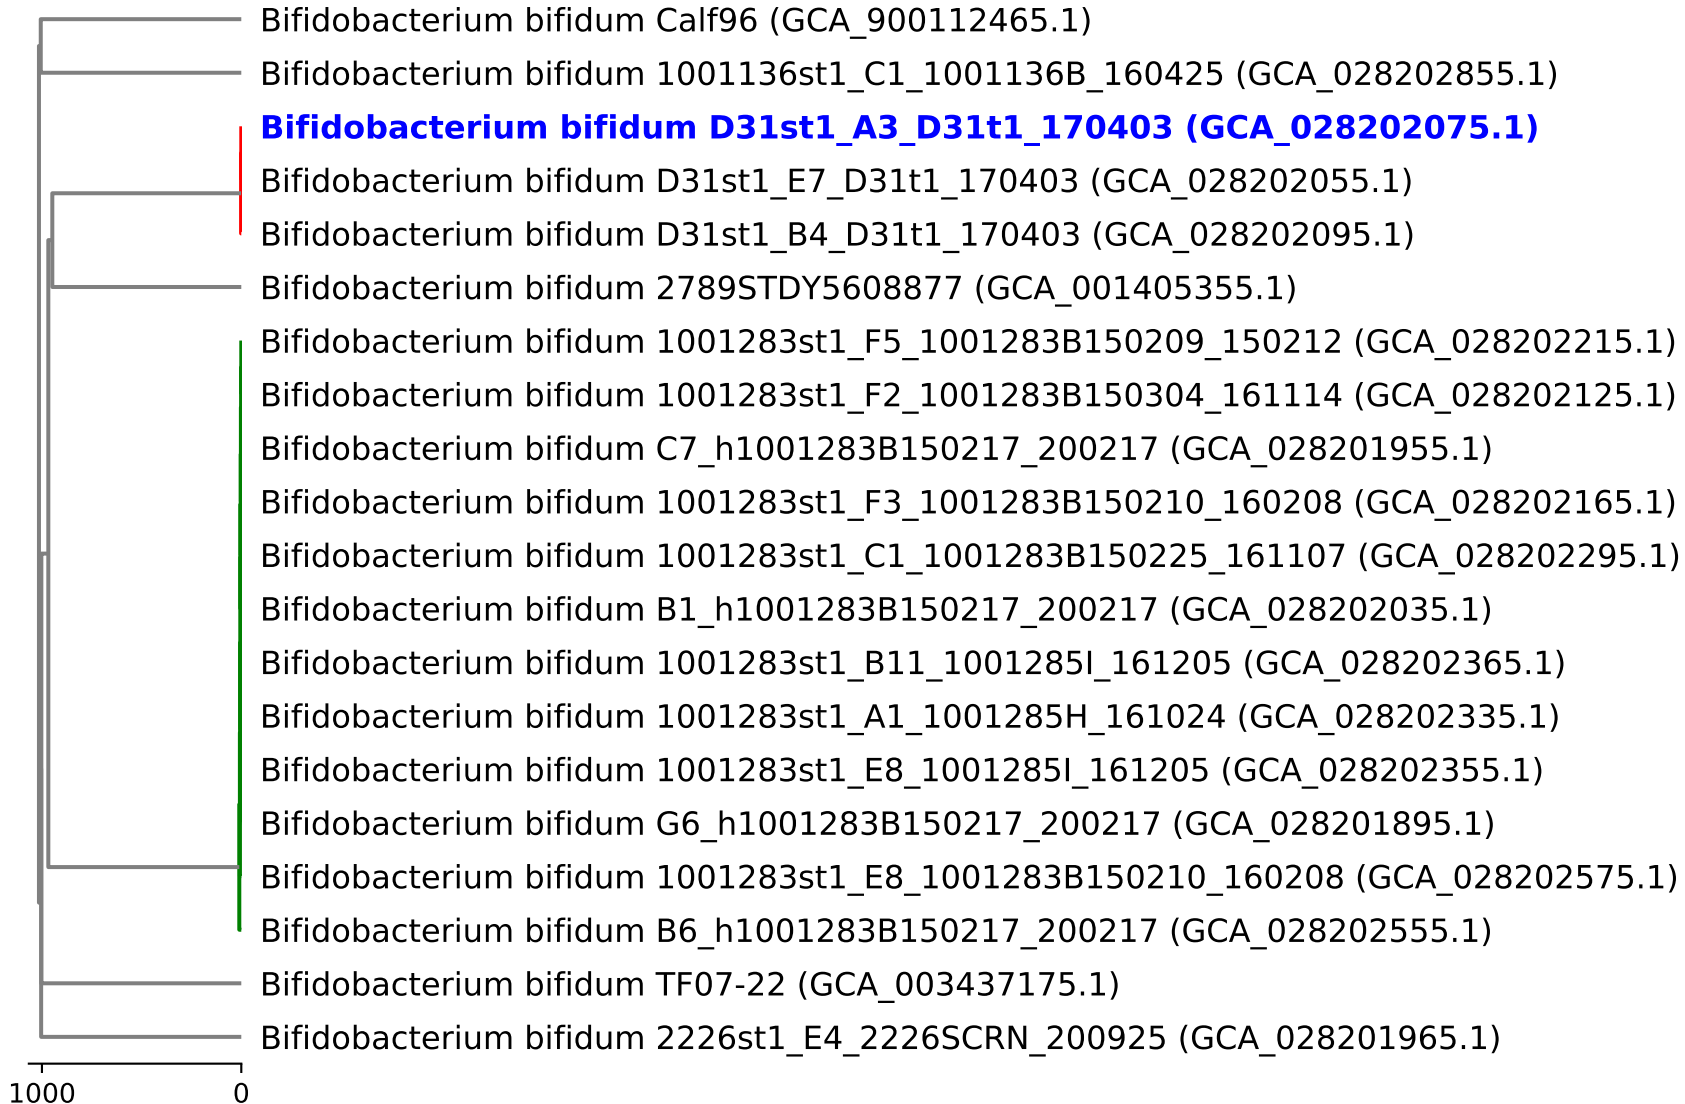 Bifidobacterium bifidum Calf96 (GCA_900112465.1)
Bifidobacterium bifidum 1001136st1_C1_1001136B_160425 (GCA_028202855.1)
Bifidobacterium bifidum D31st1_A3_D31t1_170403 (GCA_028202075.1)
Bifidobacterium bifidum D31st1_E7_D31t1_170403 (GCA_028202055.1)
Bifidobacterium bifidum D31st1_B4_D31t1_170403 (GCA_028202095.1)
Bifidobacterium bifidum 2789STDY5608877 (GCA_001405355.1)
Bifidobacterium bifidum 1001283st1_F5_1001283B150209_150212 (GCA_028202215.1)
Bifidobacterium bifidum 1001283st1_F2_1001283B150304_161114 (GCA_028202125.1)
Bifidobacterium bifidum C7_h1001283B150217_200217 (GCA_028201955.1)
Bifidobacterium bifidum 1001283st1_F3_1001283B150210_160208 (GCA_028202165.1)
Bifidobacterium bifidum 1001283st1_C1_1001283B150225_161107 (GCA_028202295.1)
Bifidobacterium bifidum B1_h1001283B150217_200217 (GCA_028202035.1)
Bifidobacterium bifidum 1001283st1_B11_1001285I_161205 (GCA_028202365.1)
Bifidobacterium bifidum 1001283st1_A1_1001285H_161024 (GCA_028202335.1)
Bifidobacterium bifidum 1001283st1_E8_1001285I_161205 (GCA_028202355.1)
Bifidobacterium bifidum G6_h1001283B150217_200217 (GCA_028201895.1)
Bifidobacterium bifidum 1001283st1_E8_1001283B150210_160208 (GCA_028202575.1)
Bifidobacterium bifidum B6_h1001283B150217_200217 (GCA_028202555.1)
Bifidobacterium bifidum TF07-22 (GCA_003437175.1)
Bifidobacterium bifidum 2226st1_E4_2226SCRN_200925 (GCA_028201965.1)
1000 0